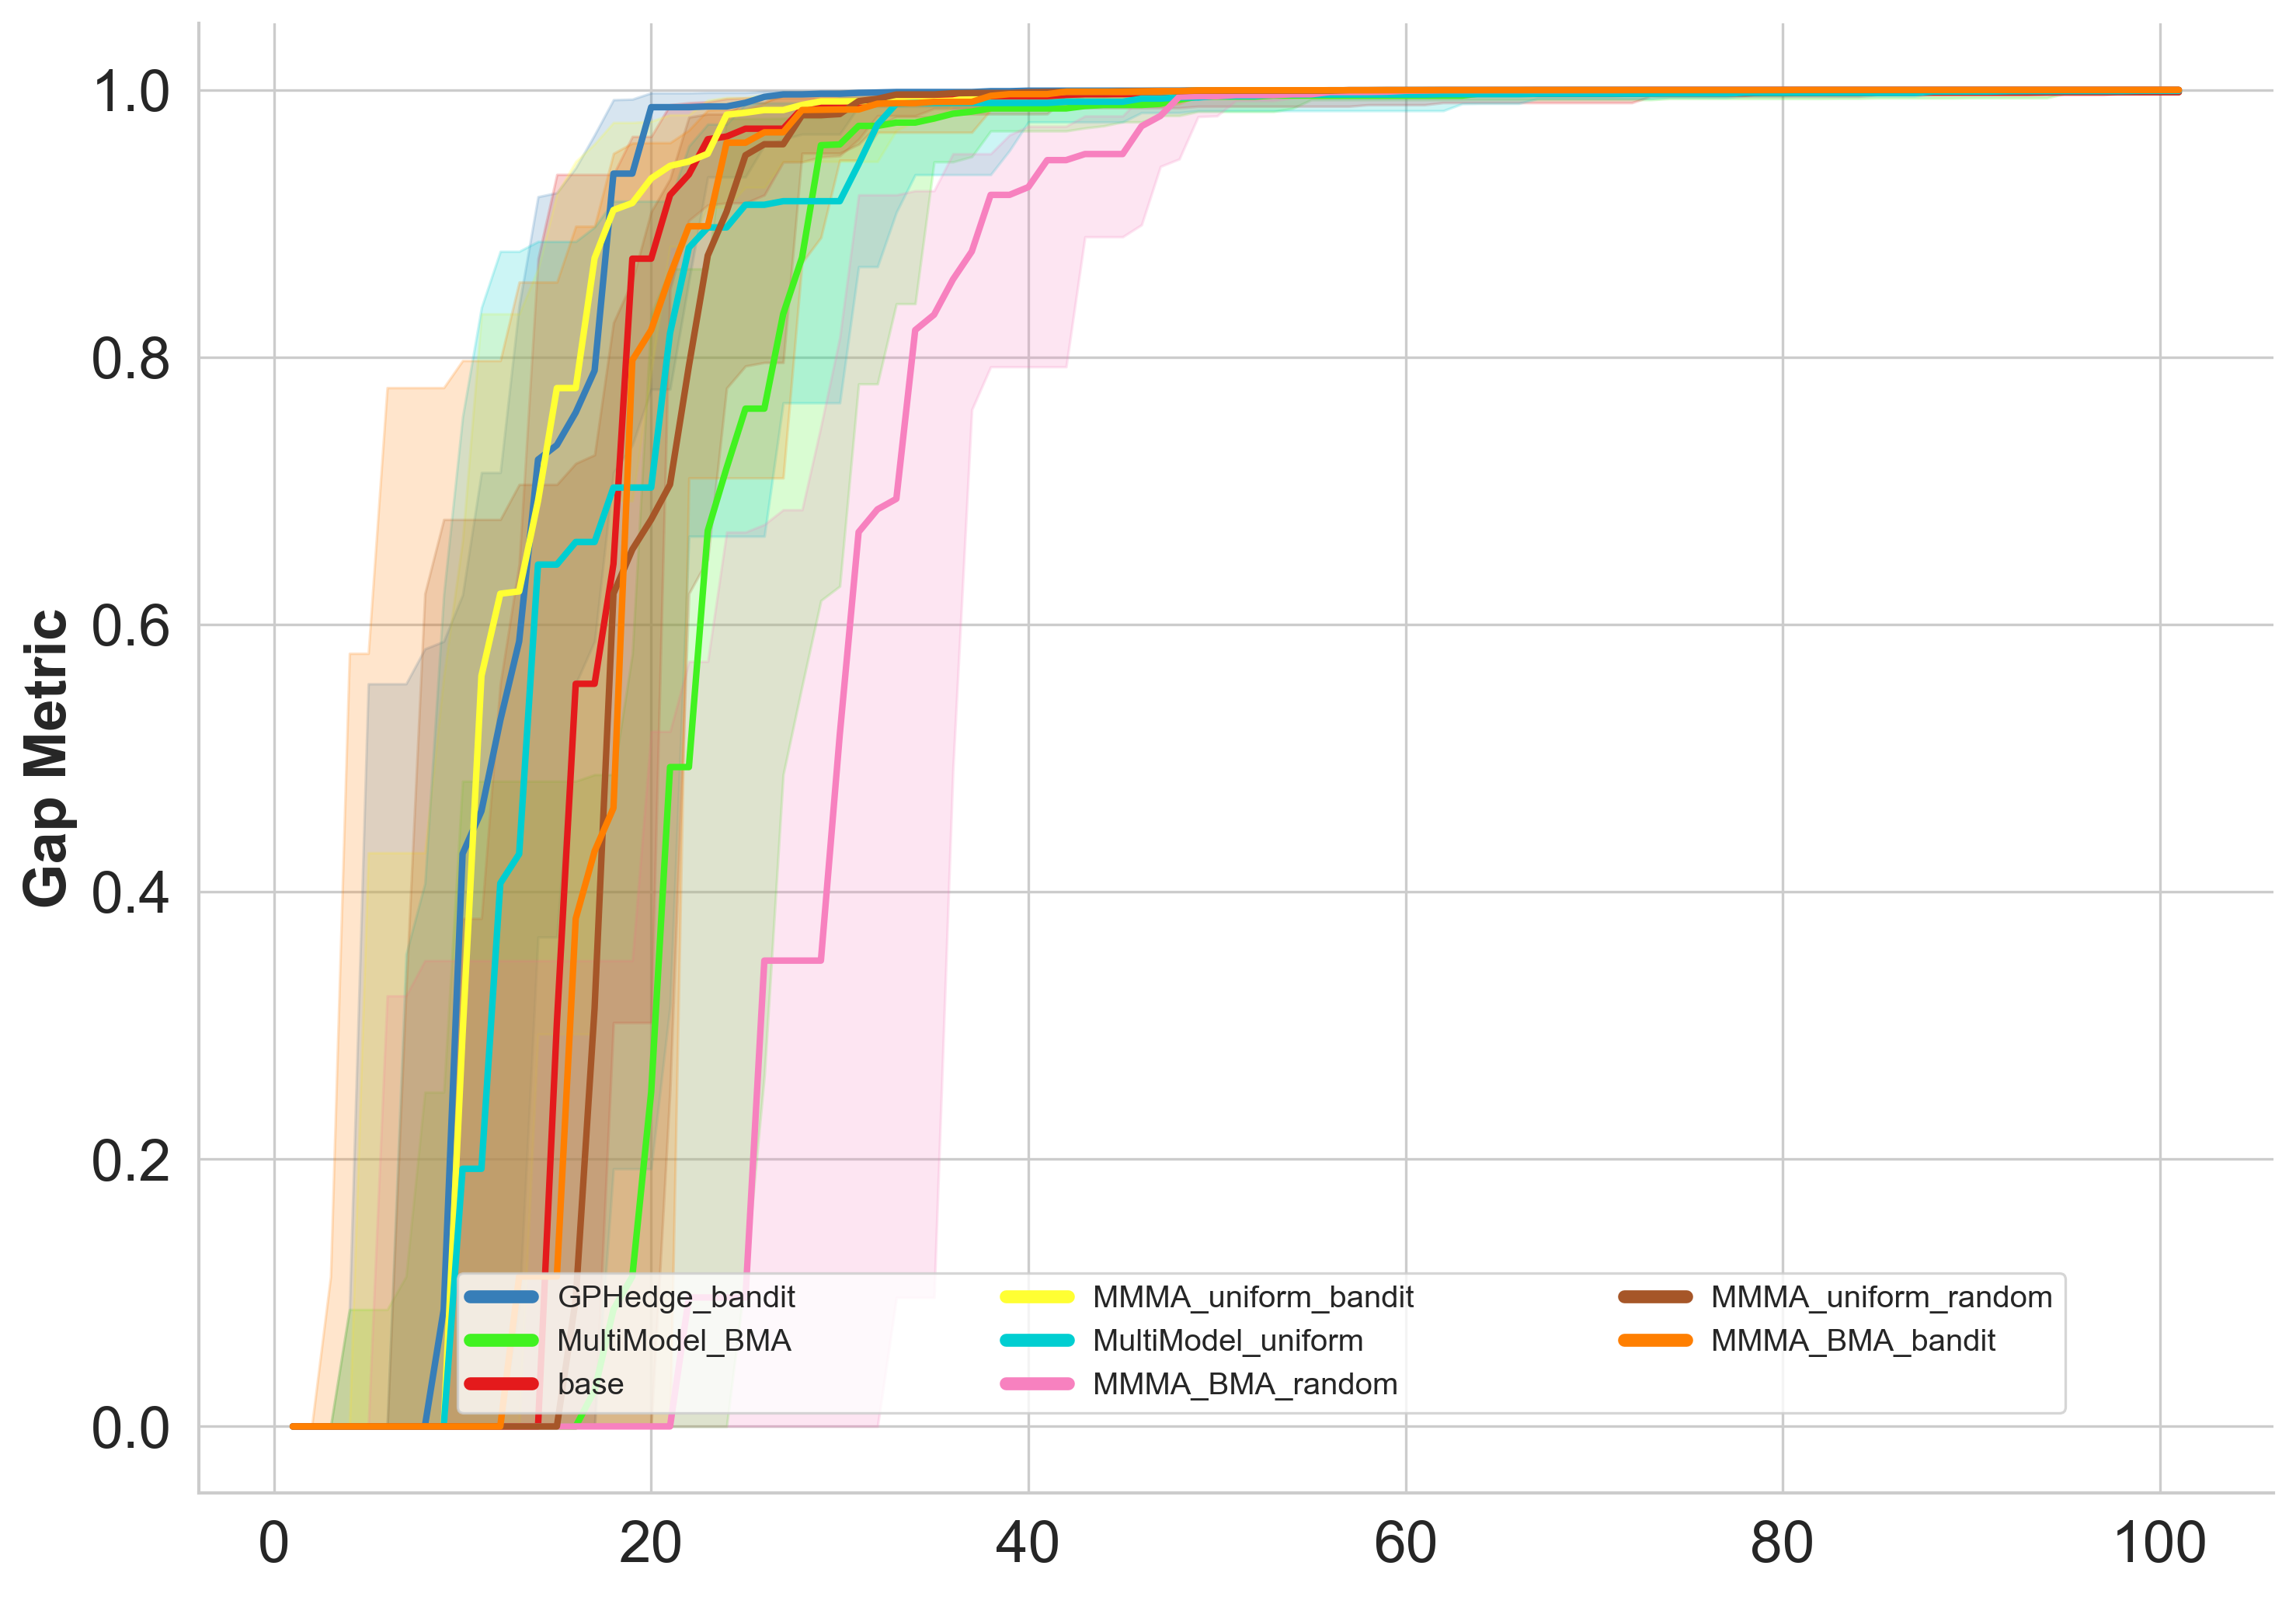 1.0
0.8
0.6
0.4
0.2
0.0
Gap Metric
GPHedge_bandit
MultiModel_BMA
base
MMMA_uniform_bandit
MultiModel_uniform
MMMA_BMA_random
MMMA_uniform_random
MMMA_BMA_bandit
0 20 40 60 80 100